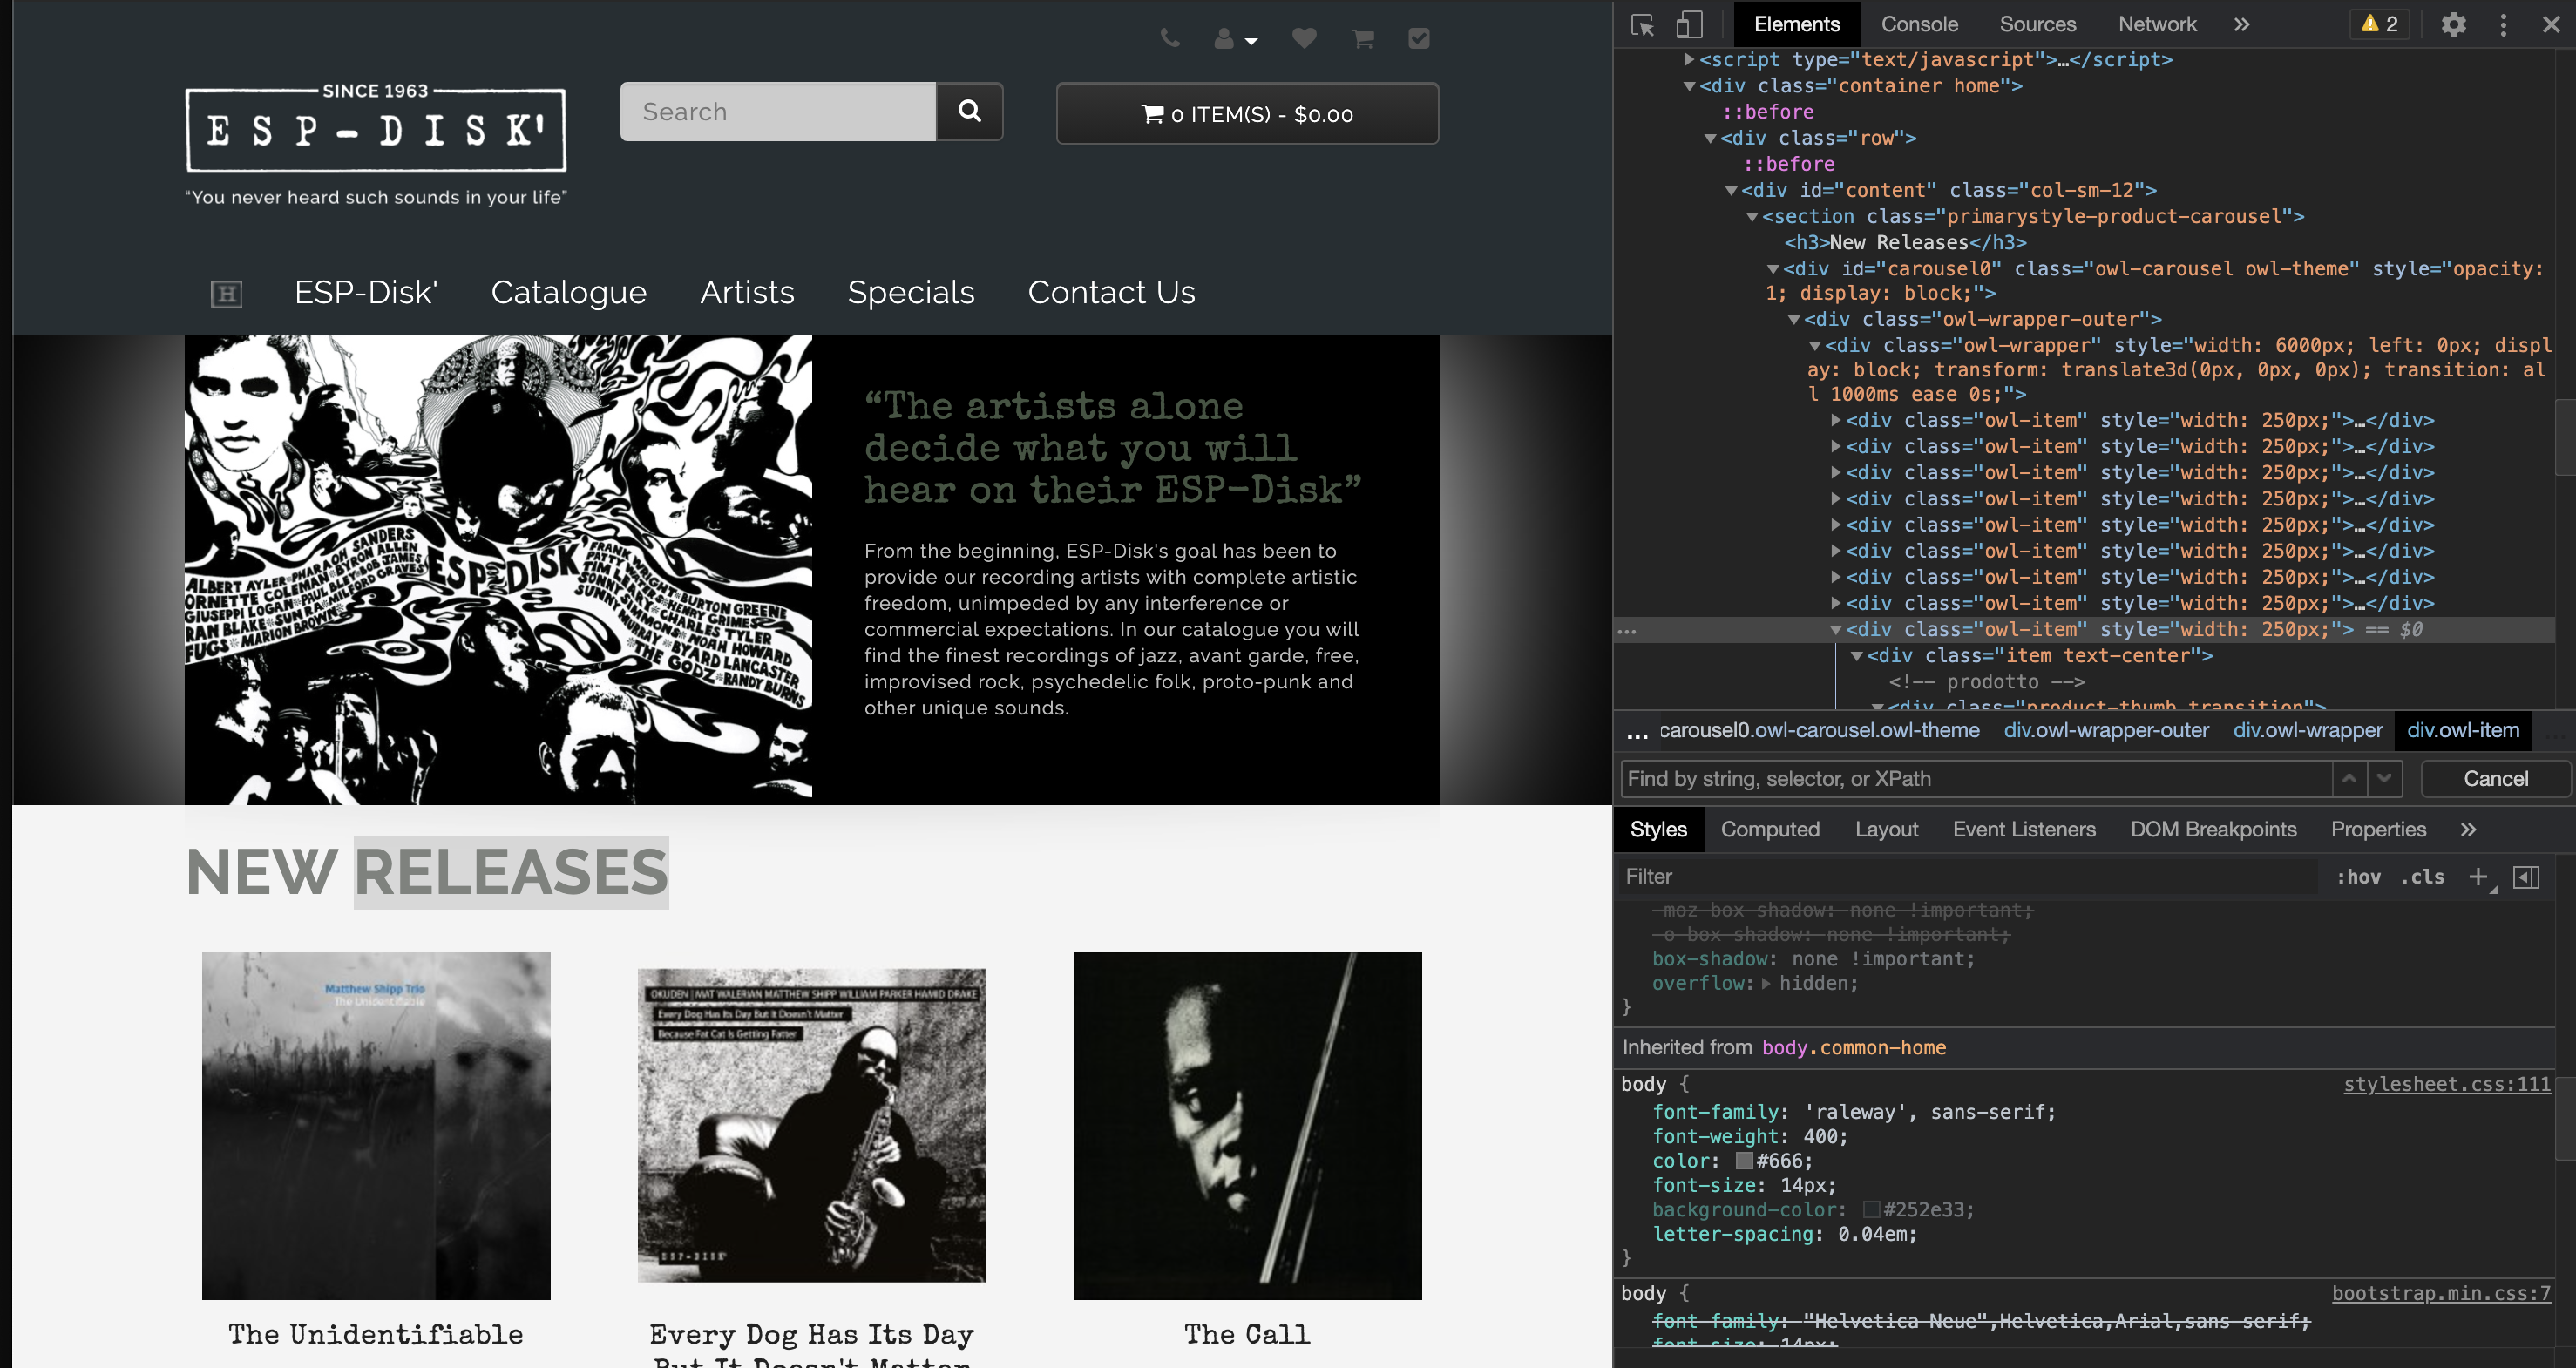 SINCE 1963
ESP-DISK'
“You never heard such sounds in your life”
Search
0 ITEM(S) - $0.00
H
ESP-Disk'
Catalogue
Artists
Specials
Contact Us
ALBERT AYLER PHARAOH SANDERS
ORNETTE COLEMAN BYRON ALLEN
GIUSEPPI LOGAN PAUL BLEY BOB JAMES
RAN BLAKE SUN RA MILFORD GRAVES
FUGS MARION BROWN
ESP DISK
FRANK WRIGHT BURTON GREENE
PATTY WATERS HENRY GRIMES
TIM LEARY CHARLES TYLER
SONNY SIMMONS NOAH HOWARD
SUNNY MURRAY BYARD LANCASTER
THE GODZ RANDY BURNS
“The artists alone
decide what you will
hear on their ESP-Disk”
From the beginning, ESP-Disk's goal has been to
provide our recording artists with complete artistic
freedom, unimpeded by any interference or
commercial expectations. In our catalogue you will
find the finest recordings of jazz, avant garde, free,
improvised rock, psychedelic folk, proto-punk and
other unique sounds.
NEW RELEASES
Matthew Shipp Trio
The Unidentifiable
OKUDEN | MAT WALERIAN MATTHEW SHIPP WILLIAM PARKER HAMID DRAKE
Every Dog Has Its Day But It Doesn't Matter
Because Fat Cat Is Getting Fatter
ESP-DISK'
The Unidentifiable
Every Dog Has Its Day
But It Doesn't Matter
The Call
Elements
Console
Sources
Network
2
<script type="text/javascript">…</script>
<div class="container home">
::before
<div class="row">
::before
<div id="content" class="col-sm-12">
<section class="primarystyle-product-carousel">
<h3>New Releases</h3>
<div id="carousel0" class="owl-carousel owl-theme" style="opacity:
1; display: block;">
<div class="owl-wrapper-outer">
<div class="owl-wrapper" style="width: 6000px; left: 0px; displ
ay: block; transform: translate3d(0px, 0px, 0px); transition: al
l 1000ms ease 0s;">
<div class="owl-item" style="width: 250px;">…</div>
<div class="owl-item" style="width: 250px;">…</div>
<div class="owl-item" style="width: 250px;">…</div>
<div class="owl-item" style="width: 250px;">…</div>
<div class="owl-item" style="width: 250px;">…</div>
<div class="owl-item" style="width: 250px;">…</div>
<div class="owl-item" style="width: 250px;">…</div>
<div class="owl-item" style="width: 250px;">…</div>
… <div class="owl-item" style="width: 250px;"> == $0
<div class="item text-center">
<!-- prodotto -->
<div class="product-thumb transition">
… carousel0.owl-carousel.owl-theme div.owl-wrapper-outer div.owl-wrapper div.owl-item …
Find by string, selector, or XPath
Cancel
Styles
Computed
Layout
Event Listeners
DOM Breakpoints
Properties
Filter
:hov .cls +
-moz-box-shadow: none !important;
-o-box-shadow: none !important;
box-shadow: none !important;
overflow: hidden;
}
Inherited from body.common-home
body { stylesheet.css:111
font-family: 'raleway', sans-serif;
font-weight: 400;
color: #666;
font-size: 14px;
background-color: #252e33;
letter-spacing: 0.04em;
}
body { bootstrap.min.css:7
font-family: "Helvetica Neue",Helvetica,Arial,sans-serif;
font-size: 14px;